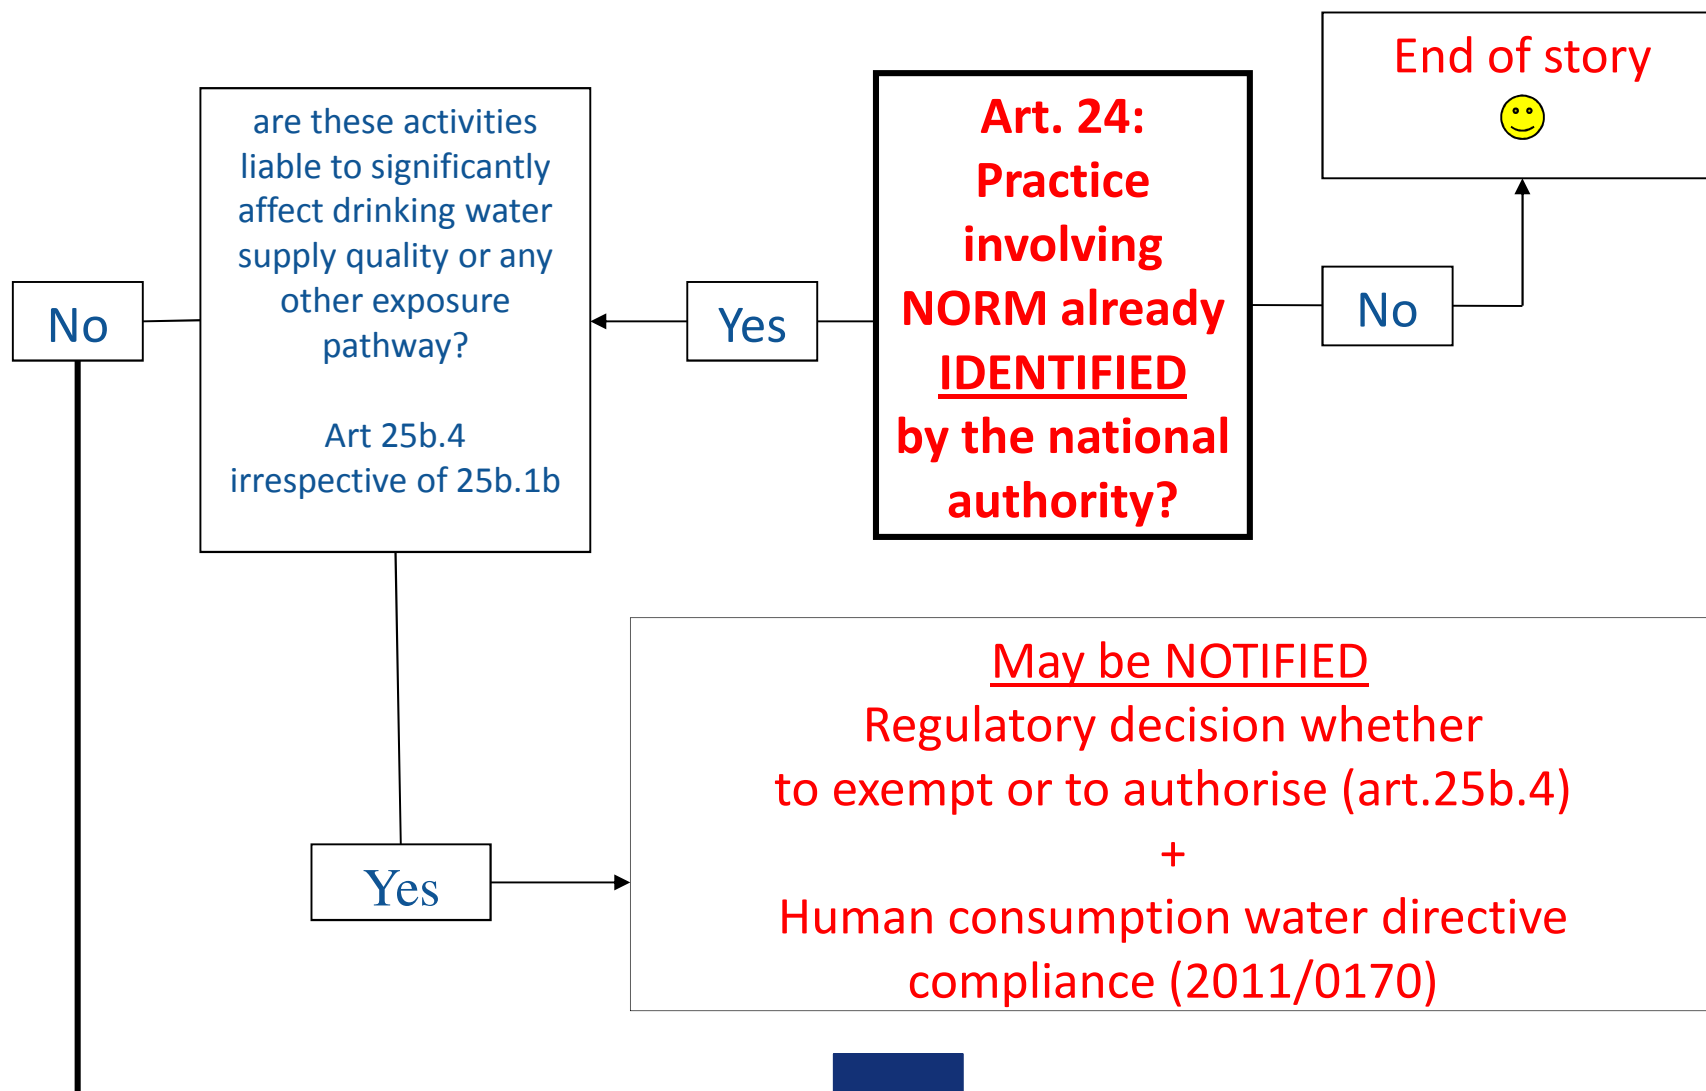 End of story
Art. 24:
Practice
involving
NORM already
IDENTIFIED
by the national
authority?
No
Yes
are these activities
liable to significantly
affect drinking water
supply quality or any
other exposure
pathway?
Art 25b.4
irrespective of 25b.1b
No
Yes
May be NOTIFIED
Regulatory decision whether
to exempt or to authorise (art.25b.4)
+
Human consumption water directive
compliance (2011/0170)